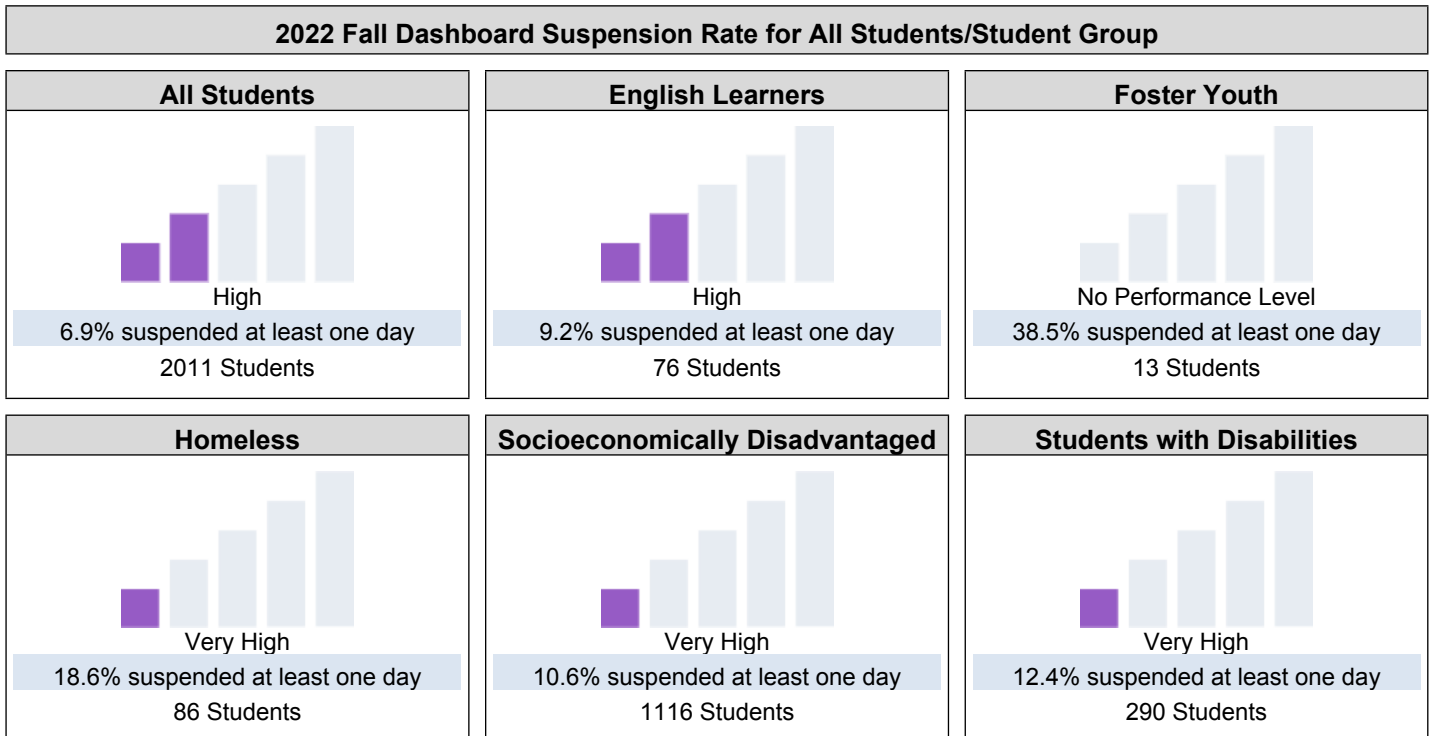 2022 Fall Dashboard Suspension Rate for All Students/Student Group
All Students
High
6.9% suspended at least one day
2011 Students
English Learners
High
9.2% suspended at least one day
76 Students
Foster Youth
No Performance Level
38.5% suspended at least one day
13 Students
Homeless
Very High
18.6% suspended at least one day
86 Students
Socioeconomically Disadvantaged
Very High
10.6% suspended at least one day
1116 Students
Students with Disabilities
Very High
12.4% suspended at least one day
290 Students